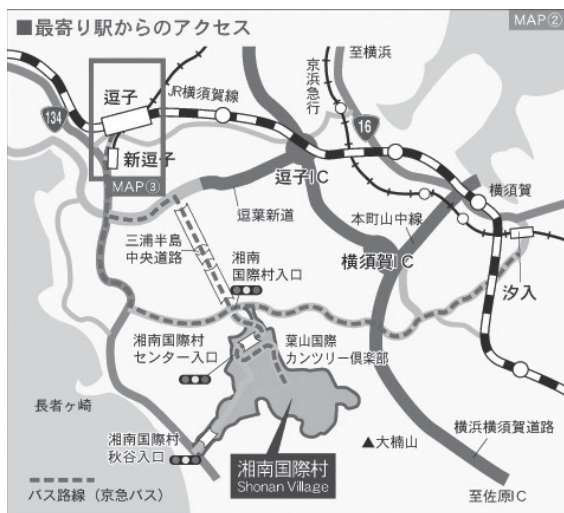 ■最寄り駅からのアクセス
MAP②
至横浜
京浜急行
JR横須賀線
134
逗子
16
新逗子
MAP③
逗子IC
横須賀
逗葉新道
本町山中線
三浦半島
中央道路
湘南
国際村入口
横須賀IC
汐入
湘南国際村
センター入口
葉山国際
カンツリー倶楽部
長者ヶ崎
湘南国際村
秋谷入口
▲大楠山
横浜横須賀道路
湘南国際村
Shonan Village
バス路線（京急バス）
至佐原IC